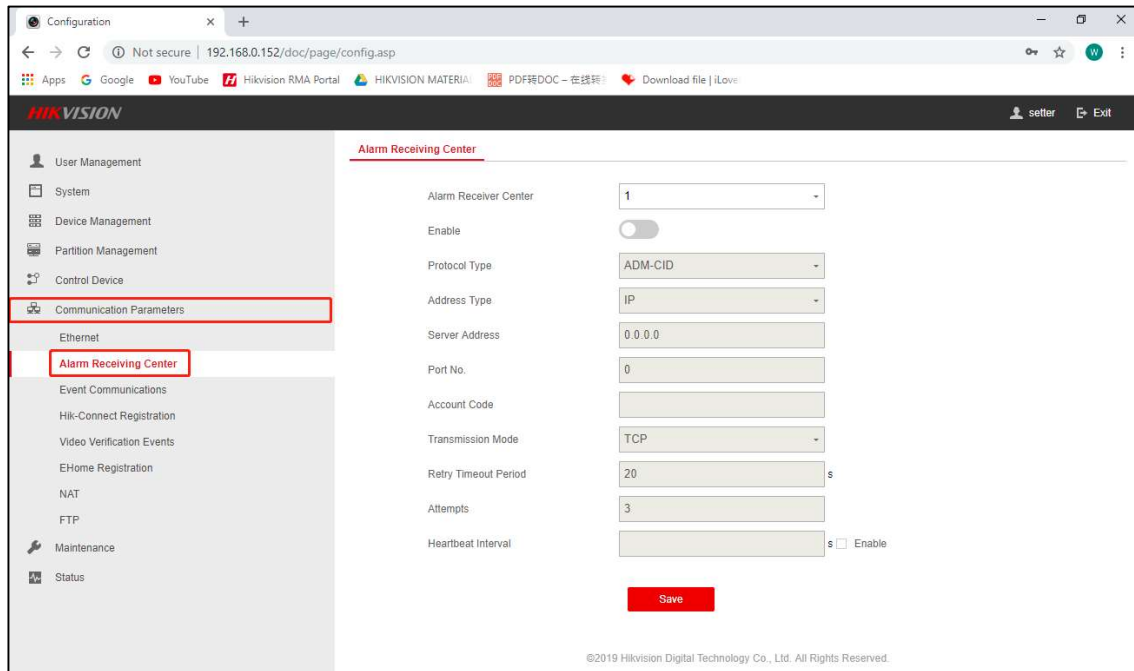 Configuration
Not secure | 192.168.0.152/doc/page/config.asp
W
Apps Google YouTube Hikvision RMA Portal HIKVISION MATERIA PDF转DOC – 在线转 Download file | iLove
HIKVISION setter Exit
User Management
System
Device Management
Partition Management
Control Device
Communication Parameters
Ethernet
Alarm Receiving Center
Event Communications
Hik-Connect Registration
Video Verification Events
EHome Registration
NAT
FTP
Maintenance
Status
Alarm Receiving Center
Alarm Receiver Center 1
Enable
Protocol Type ADM-CID
Address Type IP
Server Address 0.0.0.0
Port No. 0
Account Code
Transmission Mode TCP
Retry Timeout Period 20 s
Attempts 3
Heartbeat Interval s Enable
Save
©2019 Hikvision Digital Technology Co., Ltd. All Rights Reserved.